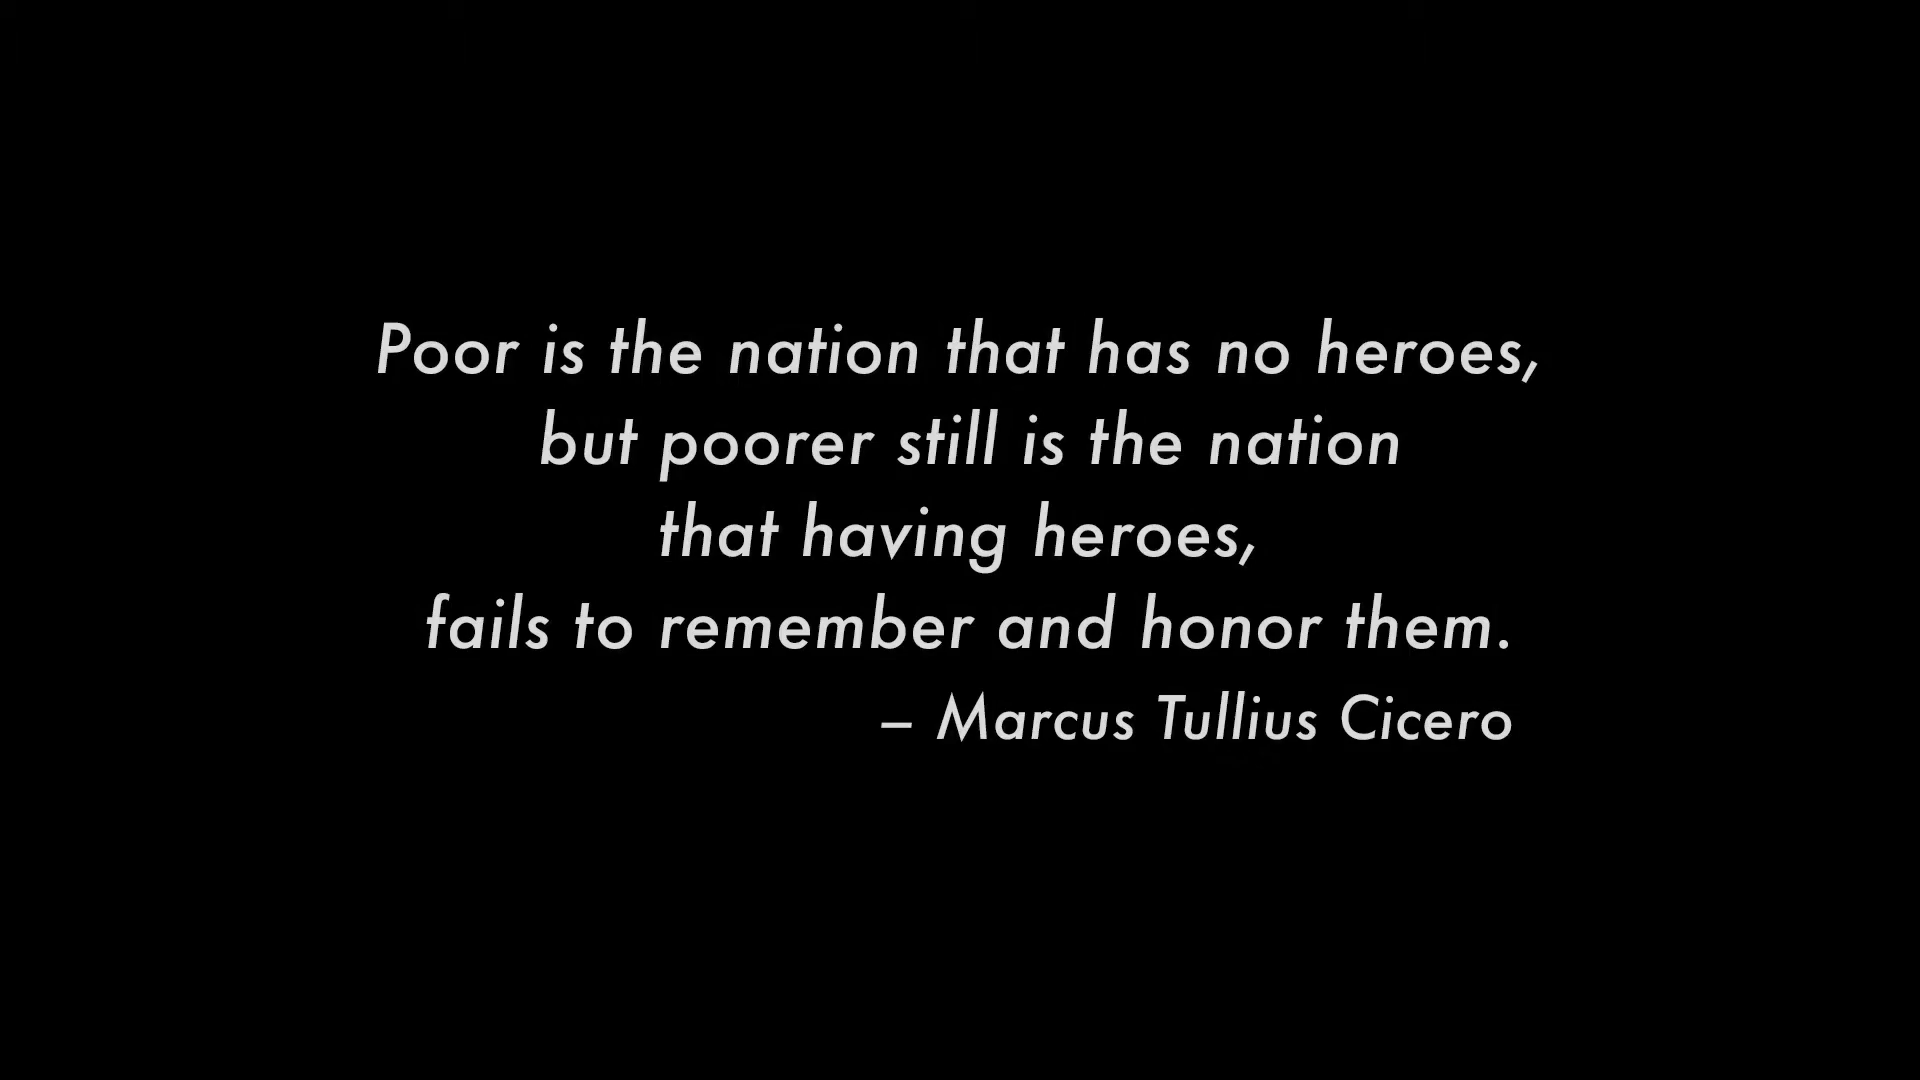 Poor is the nation that has no heroes,
but poorer still is the nation
that having heroes,
fails to remember and honor them.
– Marcus Tullius Cicero